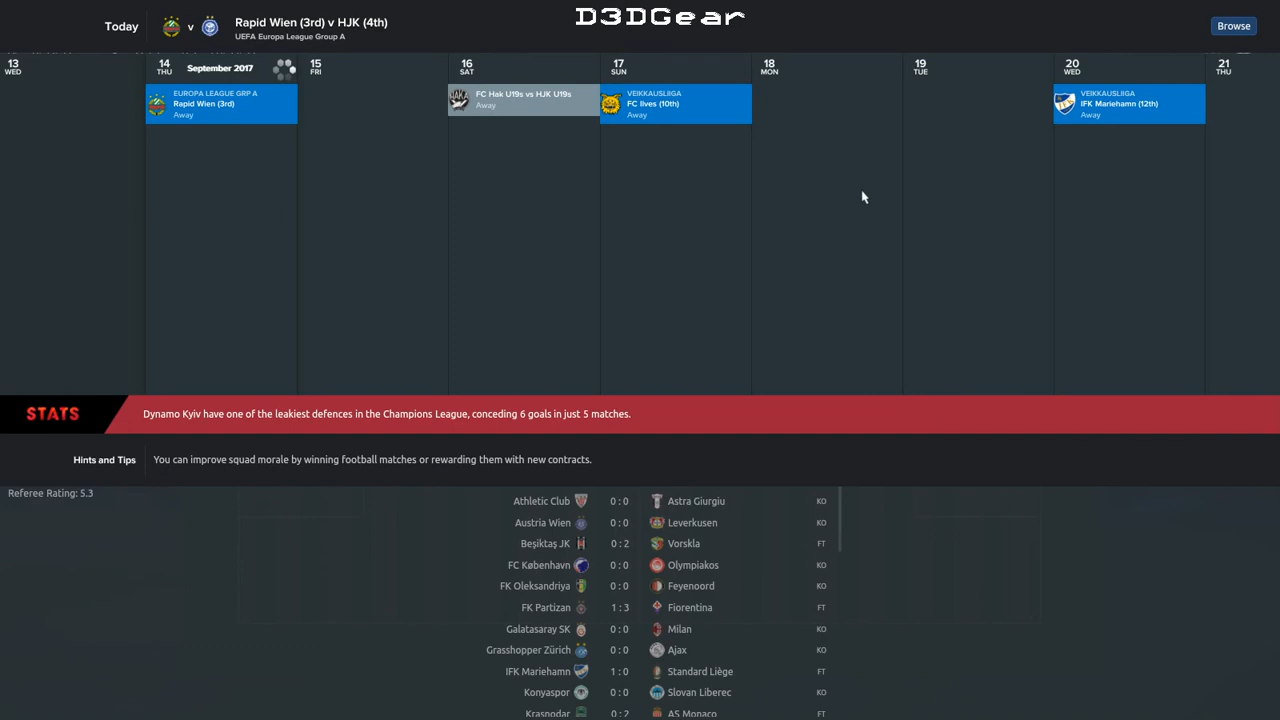 D3DGear
Today
v
Rapid Wien (3rd) v HJK (4th)
UEFA Europa League Group A
Browse
13
WED
14
THU
September 2017
15
FRI
16
SAT
17
SUN
18
MON
19
TUE
20
WED
21
THU
EUROPA LEAGUE GRP A
Rapid Wien (3rd)
Away
FC Hak U19s vs HJK U19s
Away
VEIKKAUSLIIGA
FC Ilves (10th)
Away
VEIKKAUSLIIGA
IFK Mariehamn (12th)
Away
STATS
Dynamo Kyiv have one of the leakiest defences in the Champions League, conceding 6 goals in just 5 matches.
Hints and Tips
You can improve squad morale by winning football matches or rewarding them with new contracts.
Referee Rating: 5.3
Athletic Club 0 : 0 Astra Giurgiu KO
Austria Wien 0 : 0 Leverkusen KO
Beşiktaş JK 0 : 2 Vorskla FT
FC København 0 : 0 Olympiakos KO
FK Oleksandriya 0 : 0 Feyenoord KO
FK Partizan 1 : 3 Fiorentina FT
Galatasaray SK 0 : 0 Milan KO
Grasshopper Zürich 0 : 0 Ajax KO
IFK Mariehamn 1 : 0 Standard Liège FT
Konyaspor 0 : 0 Slovan Liberec KO
Krasnodar 0 : 2 AS Monaco FT